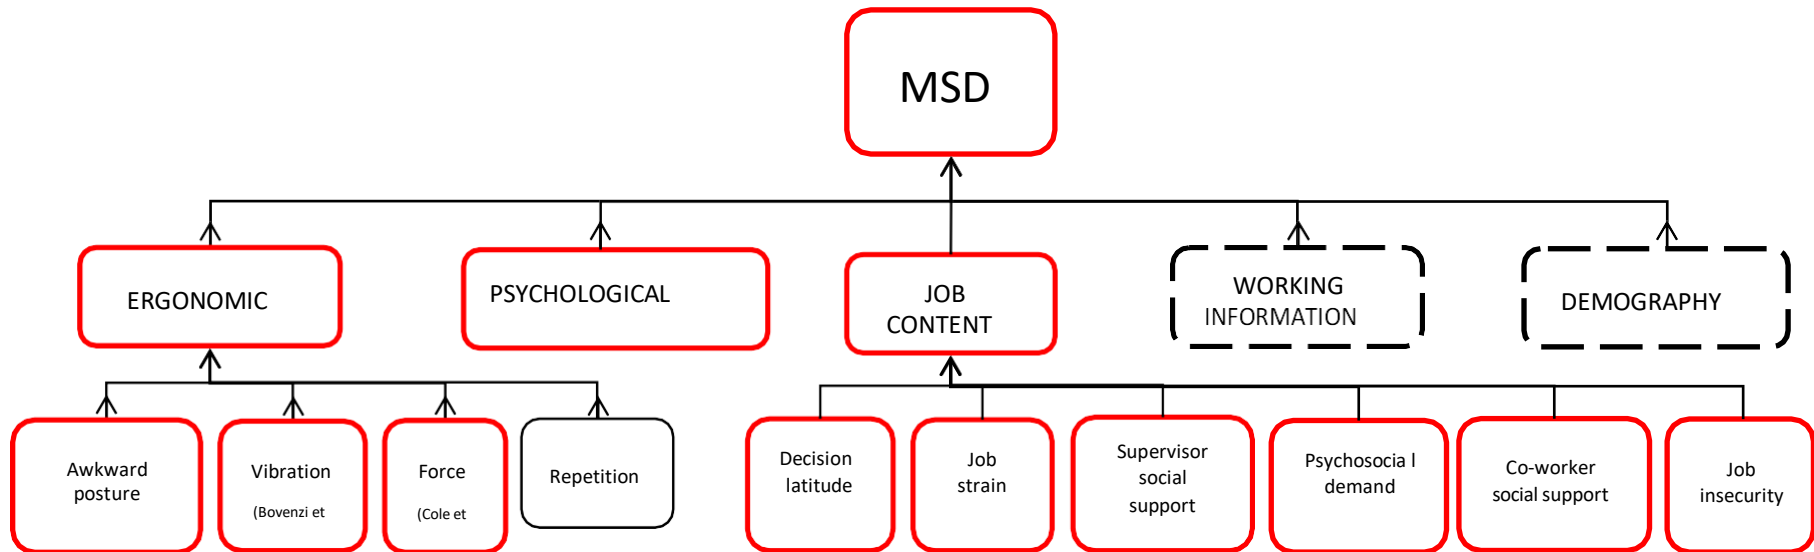 MSD
ERGONOMIC
PSYCHOLOGICAL
JOB
CONTENT
WORKING
INFORMATION
DEMOGRAPHY
Awkward
posture
Vibration
(Bovenzi et
Force
(Cole et
Repetition
Decision
latitude
Job
strain
Supervisor
social
support
Psychosocia l
demand
Co-worker
social support
Job
insecurity